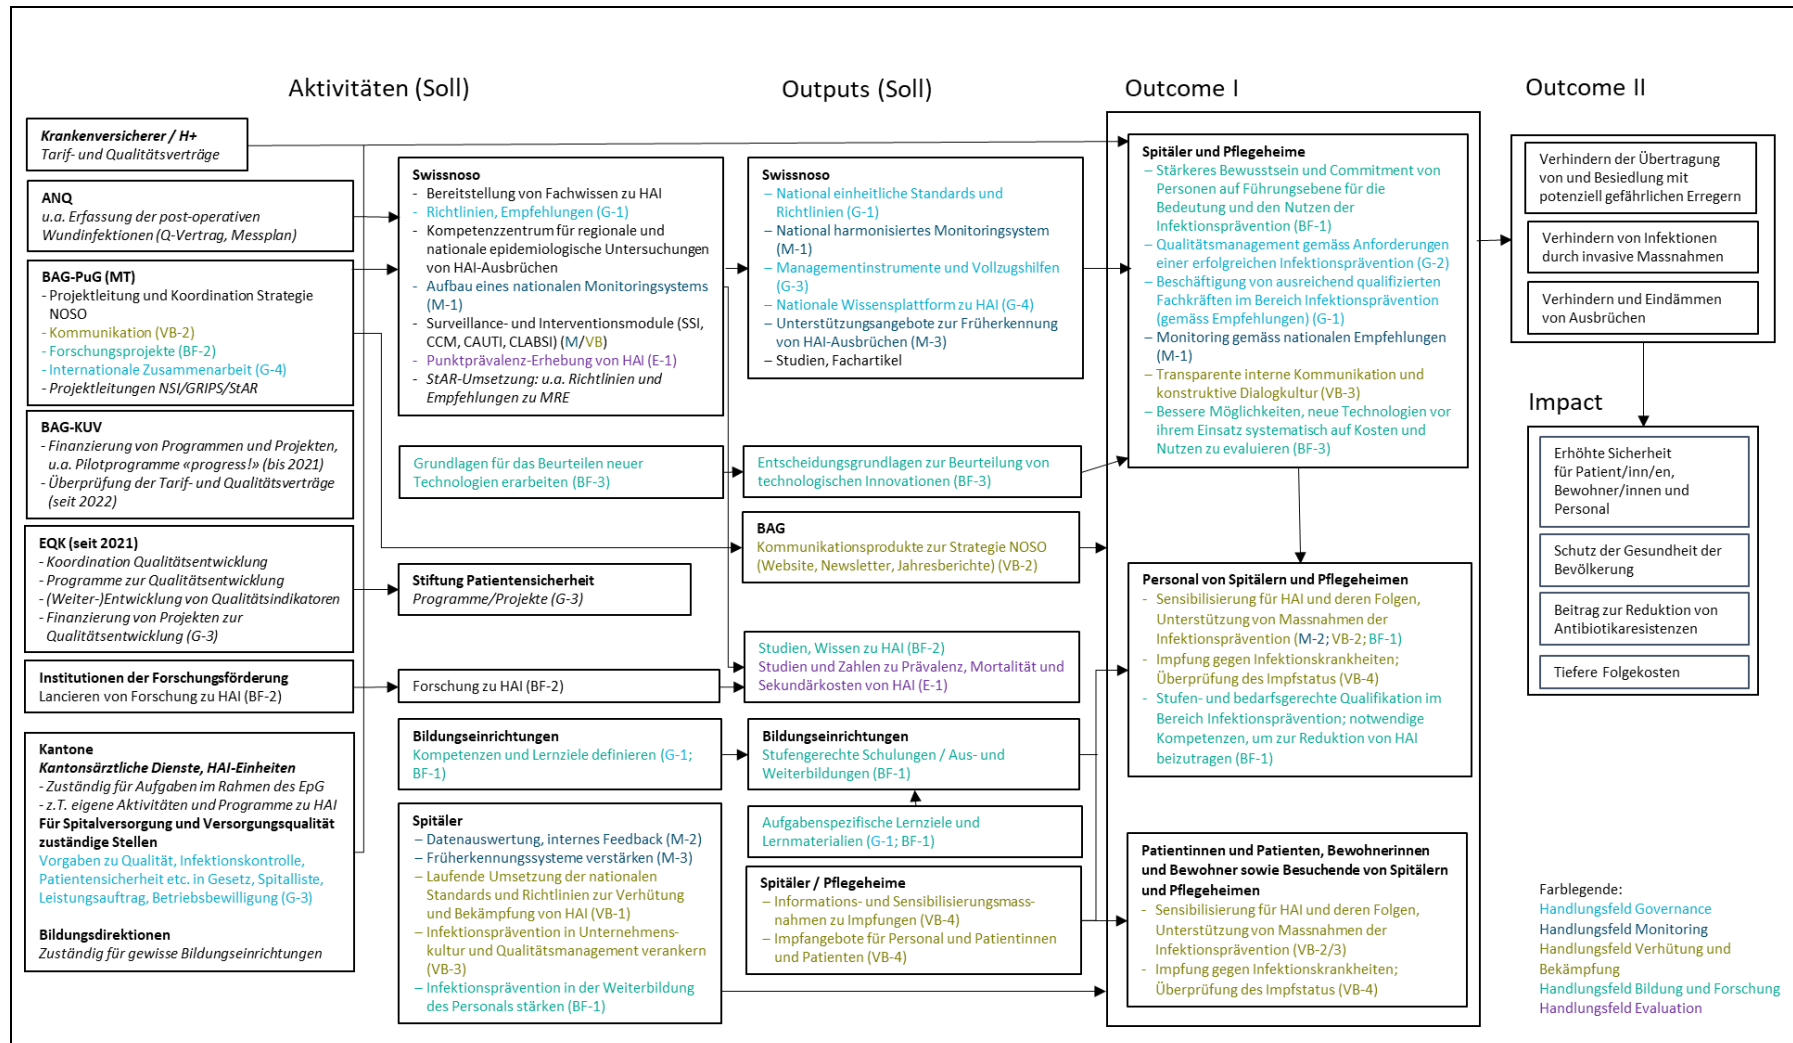 Aktivitäten (Soll)
Outputs (Soll)
Outcome I
Outcome II
Krankenversicherer / H+
Tarif- und Qualitätsverträge
ANQ
u.a. Erfassung der post-operativen
Wundinfektionen (Q-Vertrag, Messplan)
BAG-PuG (MT)
- Projektleitung und Koordination Strategie
NOSO
- Kommunikation (VB-2)
- Forschungsprojekte (BF-2)
- Internationale Zusammenarbeit (G-4)
- Projektleitungen NSI/GRIPS/StAR
BAG-KUV
- Finanzierung von Programmen und Projekten,
u.a. Pilotprogramme «progress!» (bis 2021)
- Überprüfung der Tarif- und Qualitätsverträge
(seit 2022)
EQK (seit 2021)
- Koordination Qualitätsentwicklung
- Programme zur Qualitätsentwicklung
- (Weiter-)Entwicklung von Qualitätsindikatoren
- Finanzierung von Projekten zur
Qualitätsentwicklung (G-3)
Institutionen der Forschungsförderung
Lancieren von Forschung zu HAI (BF-2)
Kantone
Kantonsärztliche Dienste, HAI-Einheiten
- Zuständig für Aufgaben im Rahmen des EpG
- z.T. eigene Aktivitäten und Programme zu HAI
Für Spitalversorgung und Versorgungsqualität
zuständige Stellen
Vorgaben zu Qualität, Infektionskontrolle,
Patientensicherheit etc. in Gesetz, Spitalliste,
Leistungsauftrag, Betriebsbewilligung (G-3)
Bildungsdirektionen
Zuständig für gewisse Bildungseinrichtungen
Swissnoso
- Bereitstellung von Fachwissen zu HAI
- Richtlinien, Empfehlungen (G-1)
- Kompetenzzentrum für regionale und
nationale epidemiologische Untersuchungen
von HAI-Ausbrüchen
- Aufbau eines nationalen Monitoringsystems
(M-1)
- Surveillance- und Interventionsmodule (SSI,
CCM, CAUTI, CLABSI) (M/VB)
- Punktprävalenz-Erhebung von HAI (E-1)
- StAR-Umsetzung: u.a. Richtlinien und
Empfehlungen zu MRE
Grundlagen für das Beurteilen neuer
Technologien erarbeiten (BF-3)
Stiftung Patientensicherheit
Programme/Projekte (G-3)
Forschung zu HAI (BF-2)
Bildungseinrichtungen
Kompetenzen und Lernziele definieren (G-1;
BF-1)
Spitäler
– Datenauswertung, internes Feedback (M-2)
– Früherkennungssysteme verstärken (M-3)
– Laufende Umsetzung der nationalen
Standards und Richtlinien zur Verhütung
und Bekämpfung von HAI (VB-1)
– Infektionsprävention in Unternehmens-
kultur und Qualitätsmanagement verankern
(VB-3)
– Infektionsprävention in der Weiterbildung
des Personals stärken (BF-1)
Swissnoso
– National einheitliche Standards und
Richtlinien (G-1)
– National harmonisiertes Monitoringsystem
(M-1)
– Managementinstrumente und Vollzugshilfen
(G-3)
– Nationale Wissensplattform zu HAI (G-4)
– Unterstützungsangebote zur Früherkennung
von HAI-Ausbrüchen (M-3)
– Studien, Fachartikel
Entscheidungsgrundlagen zur Beurteilung von
technologischen Innovationen (BF-3)
BAG
Kommunikationsprodukte zur Strategie NOSO
(Website, Newsletter, Jahresberichte) (VB-2)
Studien, Wissen zu HAI (BF-2)
Studien und Zahlen zu Prävalenz, Mortalität und
Sekundärkosten von HAI (E-1)
Bildungseinrichtungen
Stufengerechte Schulungen / Aus- und
Weiterbildungen (BF-1)
Aufgabenspezifische Lernziele und
Lernmaterialien (G-1; BF-1)
Spitäler / Pflegeheime
– Informations- und Sensibilisierungsmass-
nahmen zu Impfungen (VB-4)
– Impfangebote für Personal und Patientinnen
und Patienten (VB-4)
Spitäler und Pflegeheime
– Stärkeres Bewusstsein und Commitment von
Personen auf Führungsebene für die
Bedeutung und den Nutzen der
Infektionsprävention (BF-1)
– Qualitätsmanagement gemäss Anforderungen
einer erfolgreichen Infektionsprävention (G-2)
– Beschäftigung von ausreichend qualifizierten
Fachkräften im Bereich Infektionsprävention
(gemäss Empfehlungen) (G-1)
– Monitoring gemäss nationalen Empfehlungen
(M-1)
– Transparente interne Kommunikation und
konstruktive Dialogkultur (VB-3)
– Bessere Möglichkeiten, neue Technologien vor
ihrem Einsatz systematisch auf Kosten und
Nutzen zu evaluieren (BF-3)
Personal von Spitälern und Pflegeheimen
- Sensibilisierung für HAI und deren Folgen,
Unterstützung von Massnahmen der
Infektionsprävention (M-2; VB-2; BF-1)
- Impfung gegen Infektionskrankheiten;
Überprüfung des Impfstatus (VB-4)
- Stufen- und bedarfsgerechte Qualifikation im
Bereich Infektionsprävention; notwendige
Kompetenzen, um zur Reduktion von HAI
beizutragen (BF-1)
Patientinnen und Patienten, Bewohnerinnen
und Bewohner sowie Besuchende von Spitälern
und Pflegeheimen
- Sensibilisierung für HAI und deren Folgen,
Unterstützung von Massnahmen der
Infektionsprävention (VB-2/3)
- Impfung gegen Infektionskrankheiten;
Überprüfung des Impfstatus (VB-4)
Verhindern der Übertragung
von und Besiedlung mit
potenziell gefährlichen Erregern
Verhindern von Infektionen
durch invasive Massnahmen
Verhindern und Eindämmen
von Ausbrüchen
Impact
Erhöhte Sicherheit
für Patient/inn/en,
Bewohner/innen und
Personal
Schutz der Gesundheit der
Bevölkerung
Beitrag zur Reduktion von
Antibiotikaresistenzen
Tiefere Folgekosten
Farblegende:
Handlungsfeld Governance
Handlungsfeld Monitoring
Handlungsfeld Verhütung und
Bekämpfung
Handlungsfeld Bildung und Forschung
Handlungsfeld Evaluation